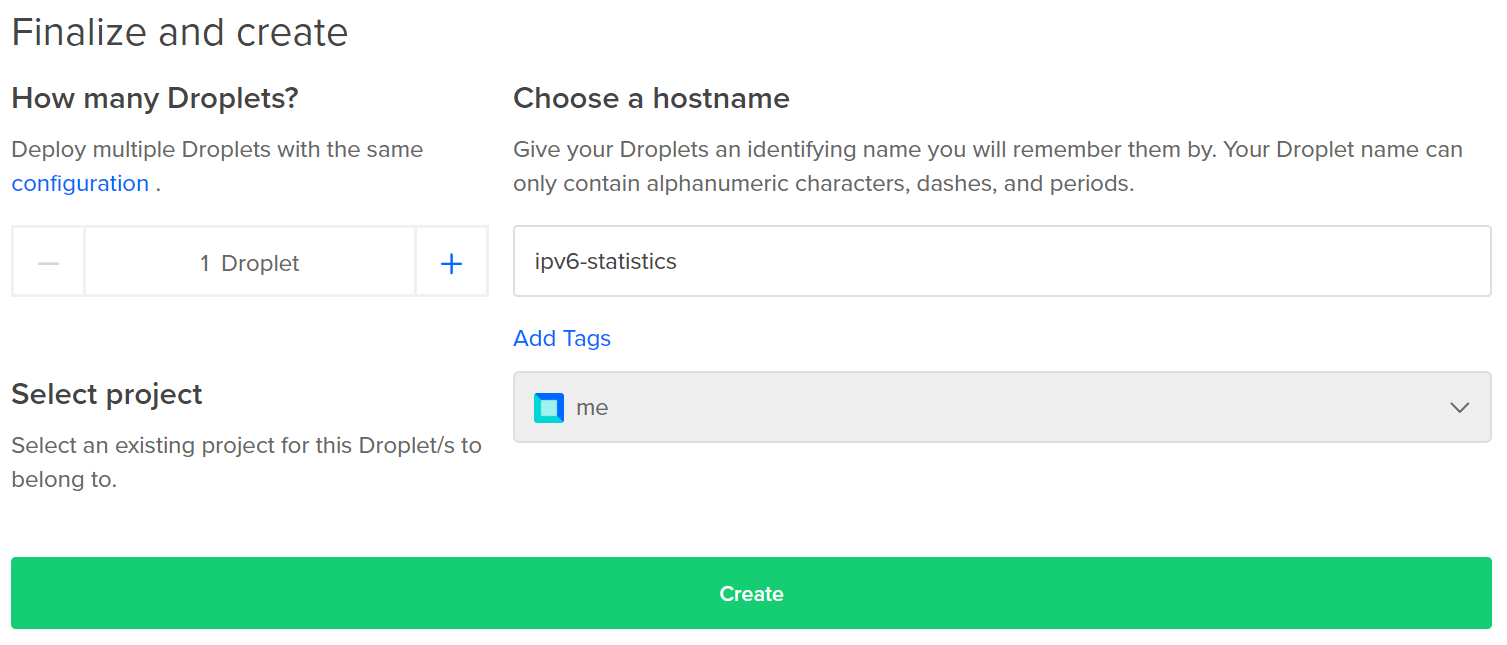 Finalize and create
How many Droplets?
Deploy multiple Droplets with the same
configuration .
1 Droplet
Choose a hostname
Give your Droplets an identifying name you will remember them by. Your Droplet name can
only contain alphanumeric characters, dashes, and periods.
ipv6-statistics
Add Tags
Select project
Select an existing project for this Droplet/s to
belong to.
me
Create